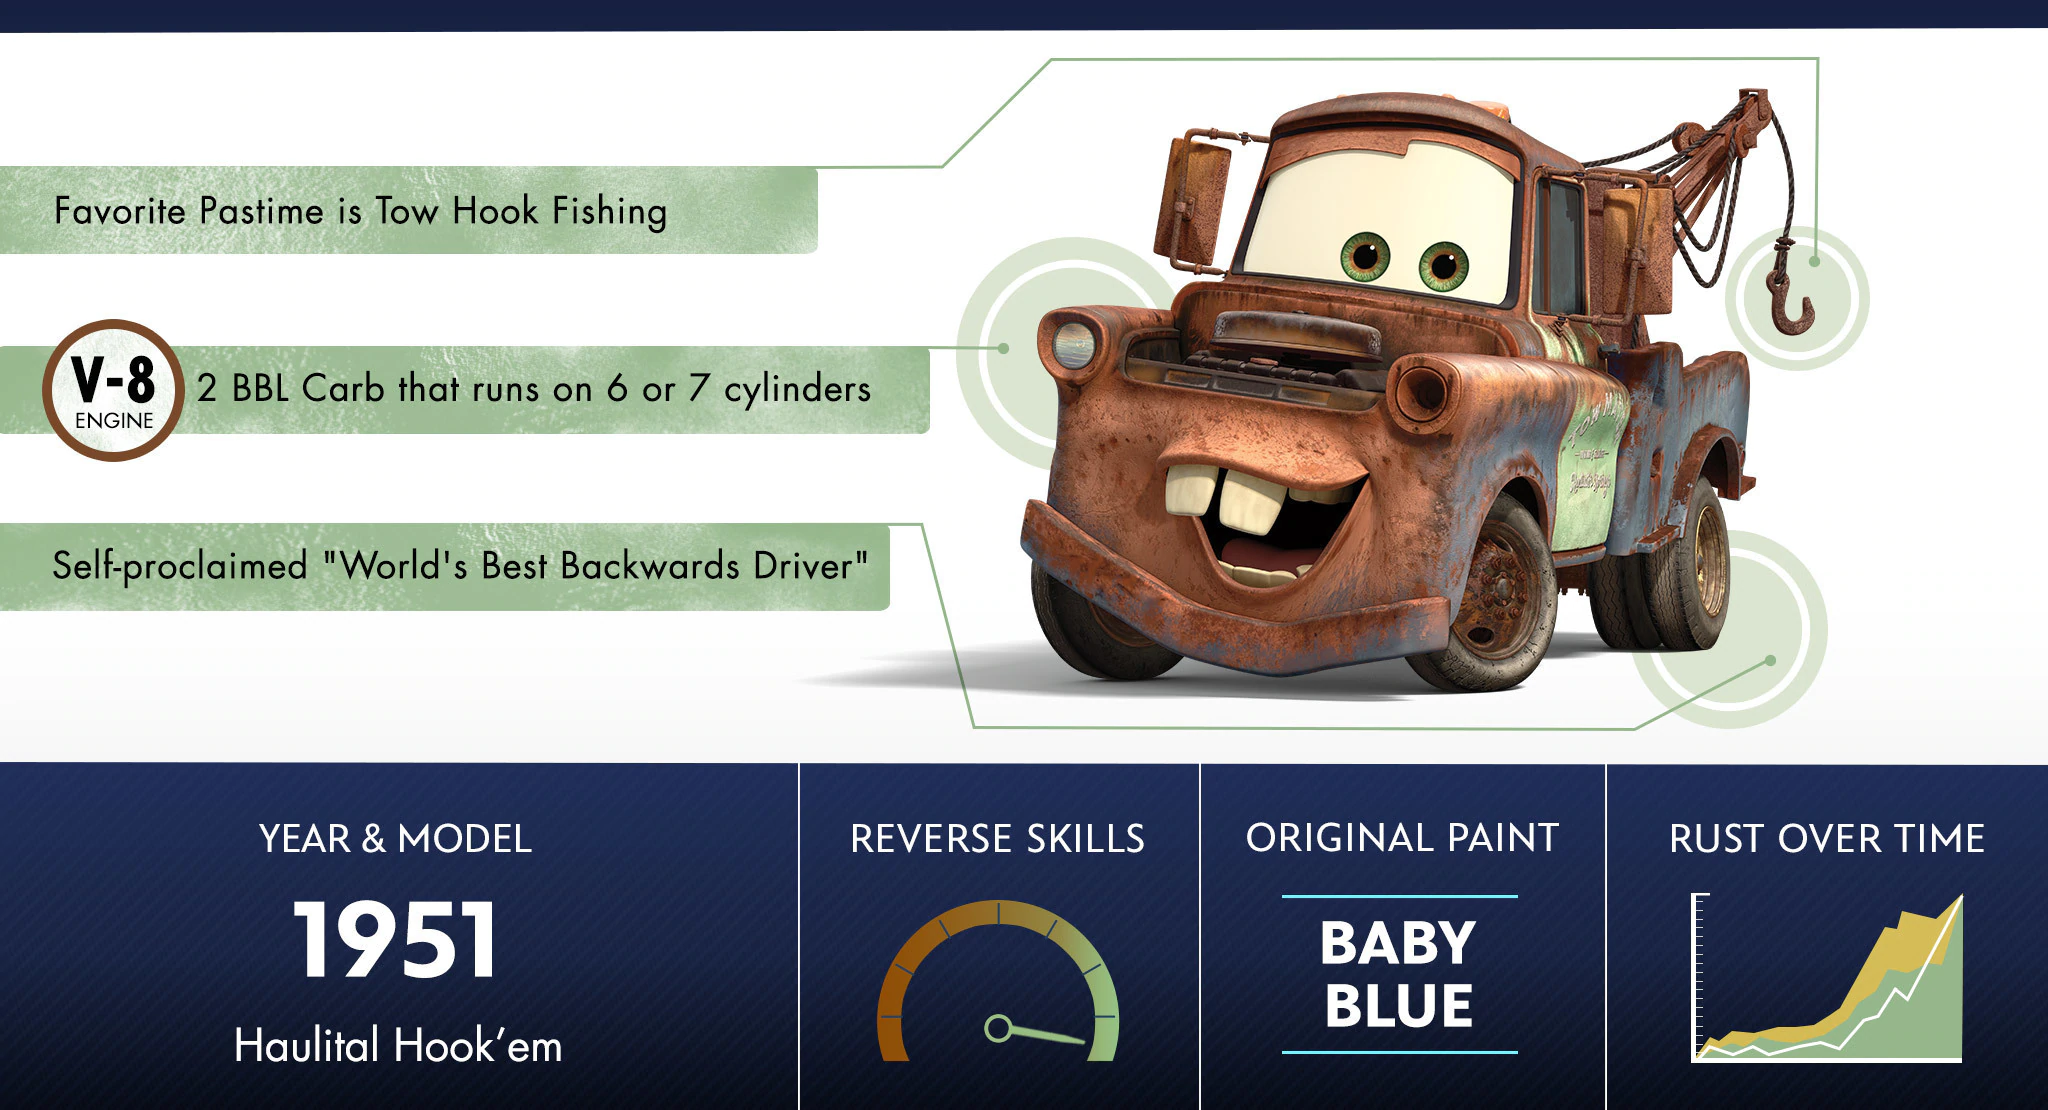 Favorite Pastime is Tow Hook Fishing
V-8
ENGINE
2 BBL Carb that runs on 6 or 7 cylinders
Self-proclaimed "World's Best Backwards Driver"
TOW MA
YEAR & MODEL
1951
Haulital Hook’em
REVERSE SKILLS
ORIGINAL PAINT
BABY
BLUE
RUST OVER TIME